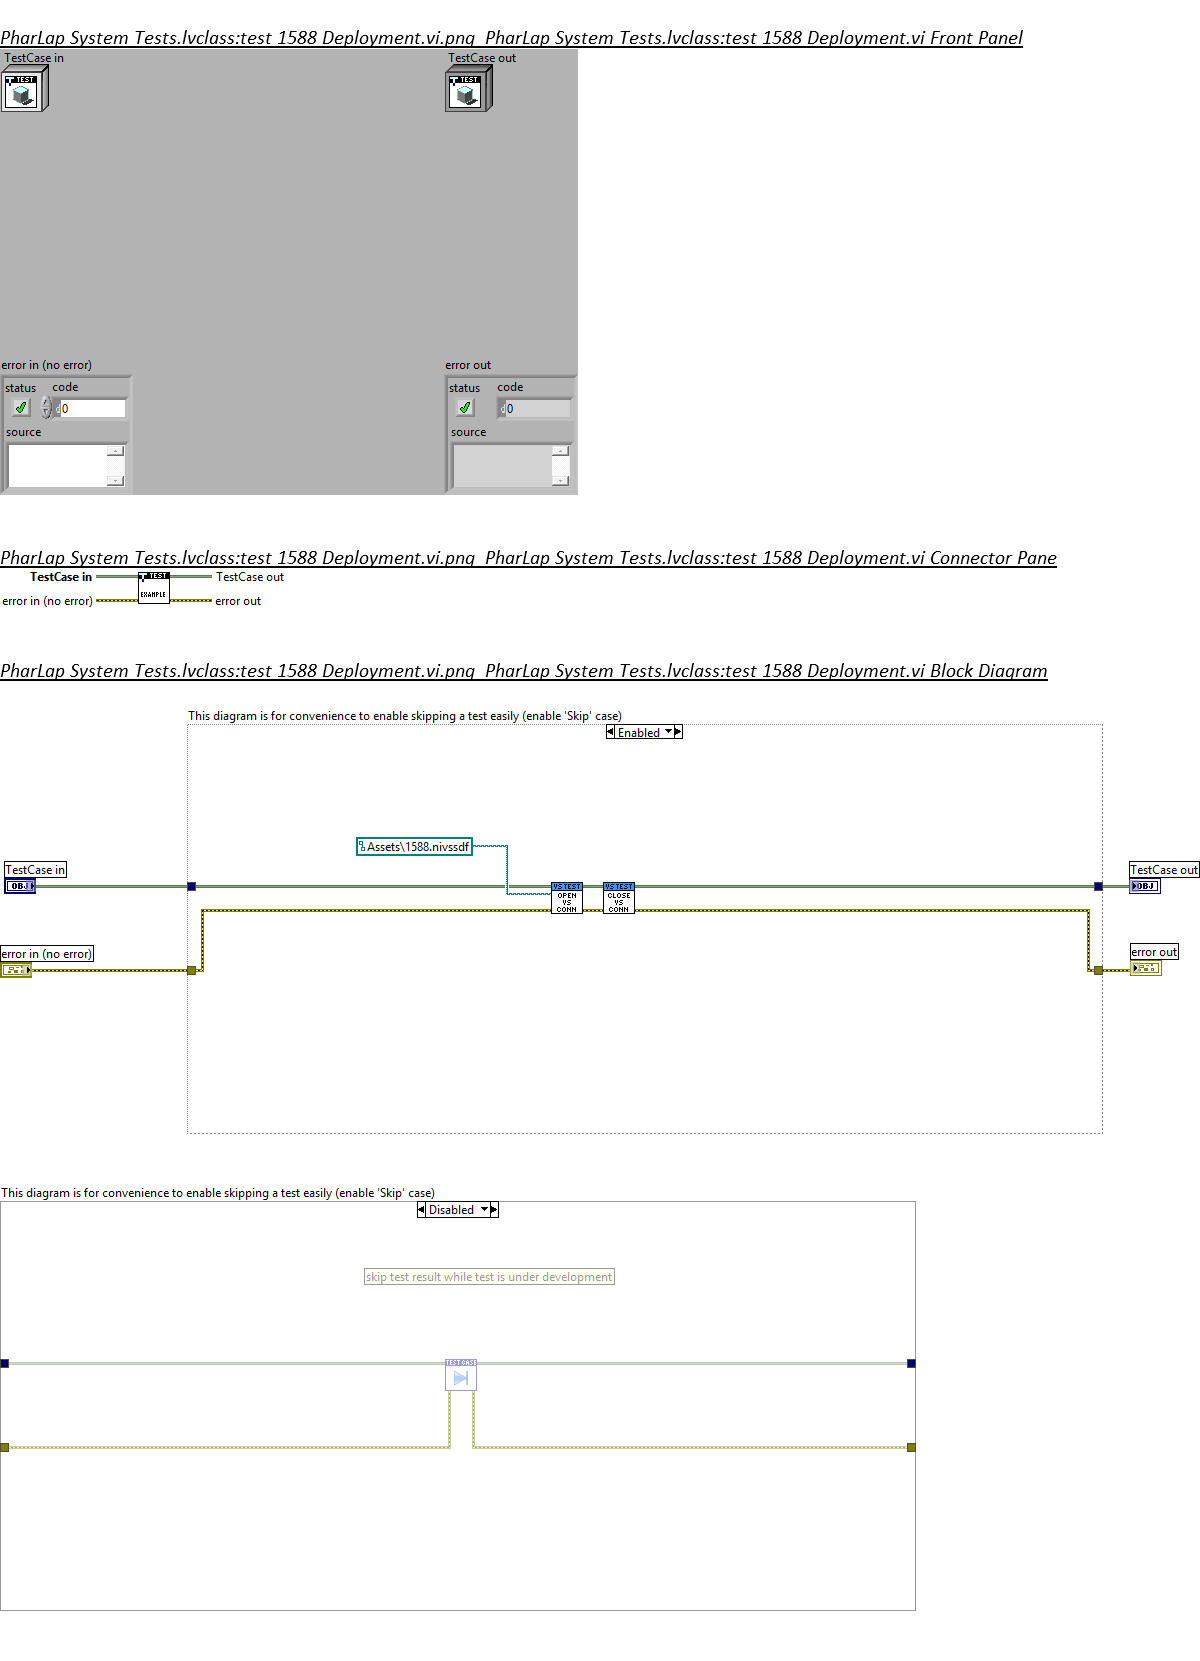 PharLap System Tests.lvclass:test 1588 Deployment.vi.png PharLap System Tests.lvclass:test 1588 Deployment.vi Front Panel
TestCase in TestCase out
TEST TEST
error in (no error) error out
status code status code
d 0 d 0
source source
PharLap System Tests.lvclass:test 1588 Deployment.vi.png PharLap System Tests.lvclass:test 1588 Deployment.vi Connector Pane
TestCase in TEST TestCase out
EXAMPLE
error in (no error) error out
PharLap System Tests.lvclass:test 1588 Deployment.vi.png PharLap System Tests.lvclass:test 1588 Deployment.vi Block Diagram
This diagram is for convenience to enable skipping a test easily (enable 'Skip' case)
Enabled
Assets\1588.nivssdf
TestCase in TestCase out
OBJ VS TEST VS TEST OBJ
OPEN CLOSE
VS VS
CONN CONN
error in (no error) error out
This diagram is for convenience to enable skipping a test easily (enable 'Skip' case)
Disabled
skip test result while test is under development
TEST CASE